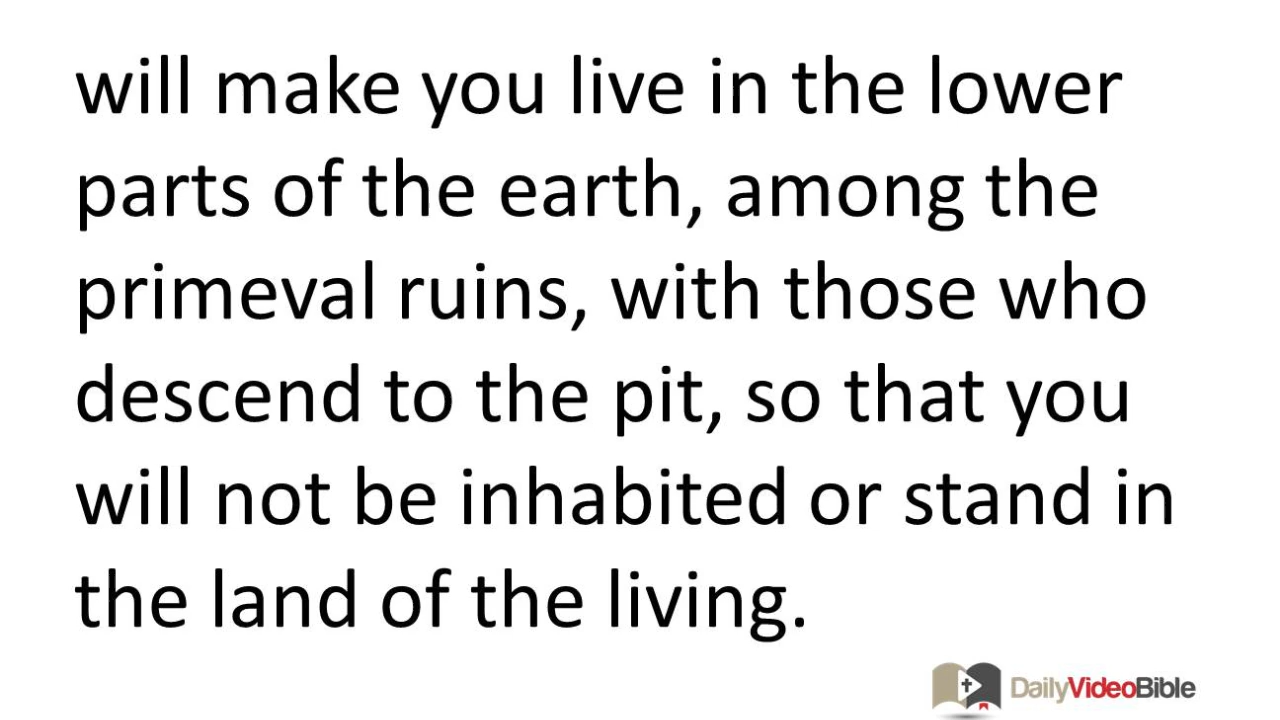 will make you live in the lower
parts of the earth, among the
primeval ruins, with those who
descend to the pit, so that you
will not be inhabited or stand in
the land of the living.
DailyVideoBible